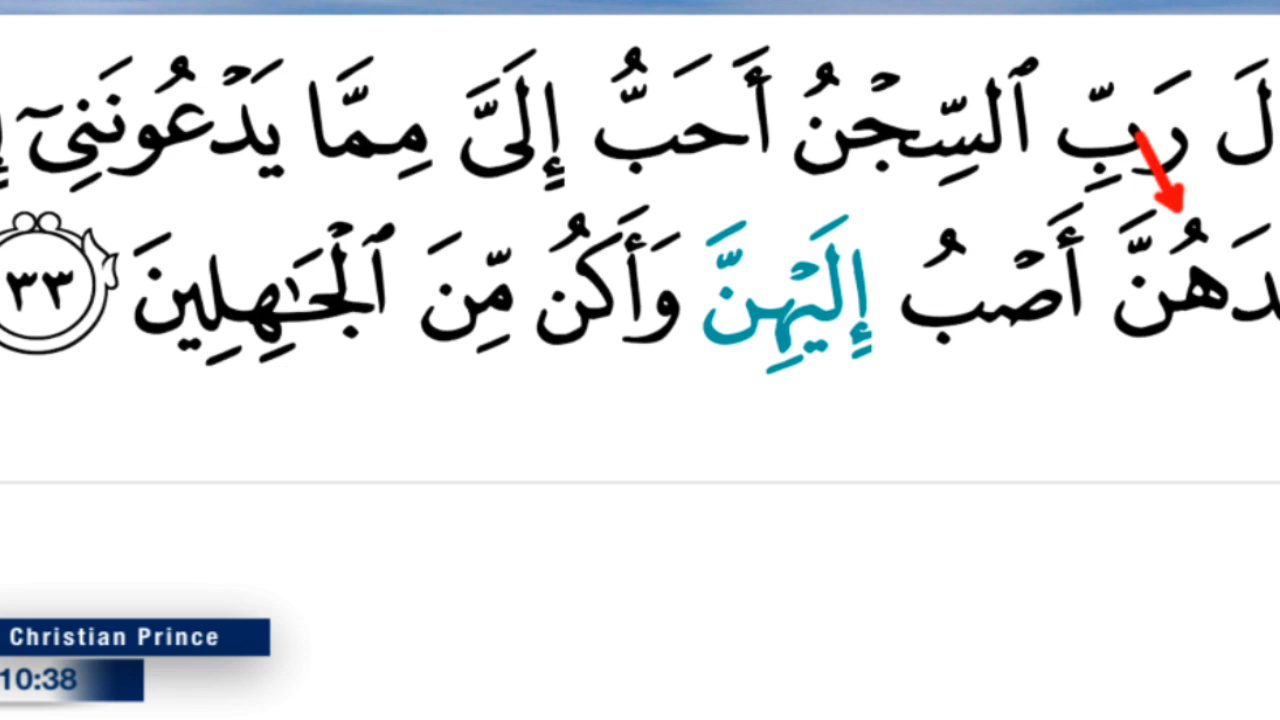 لَ رَبِّ ٱلسِّجۡنُ أَحَبُّ إِلَىَّ مِمَّا يَدۡعُونَنِىٓ إِ
دَهُنَّ أَصۡبُ إِلَيۡهِنَّ وَأَكُن مِّنَ ٱلۡجَـٰهِلِينَ ٣٣
Christian Prince
10:38